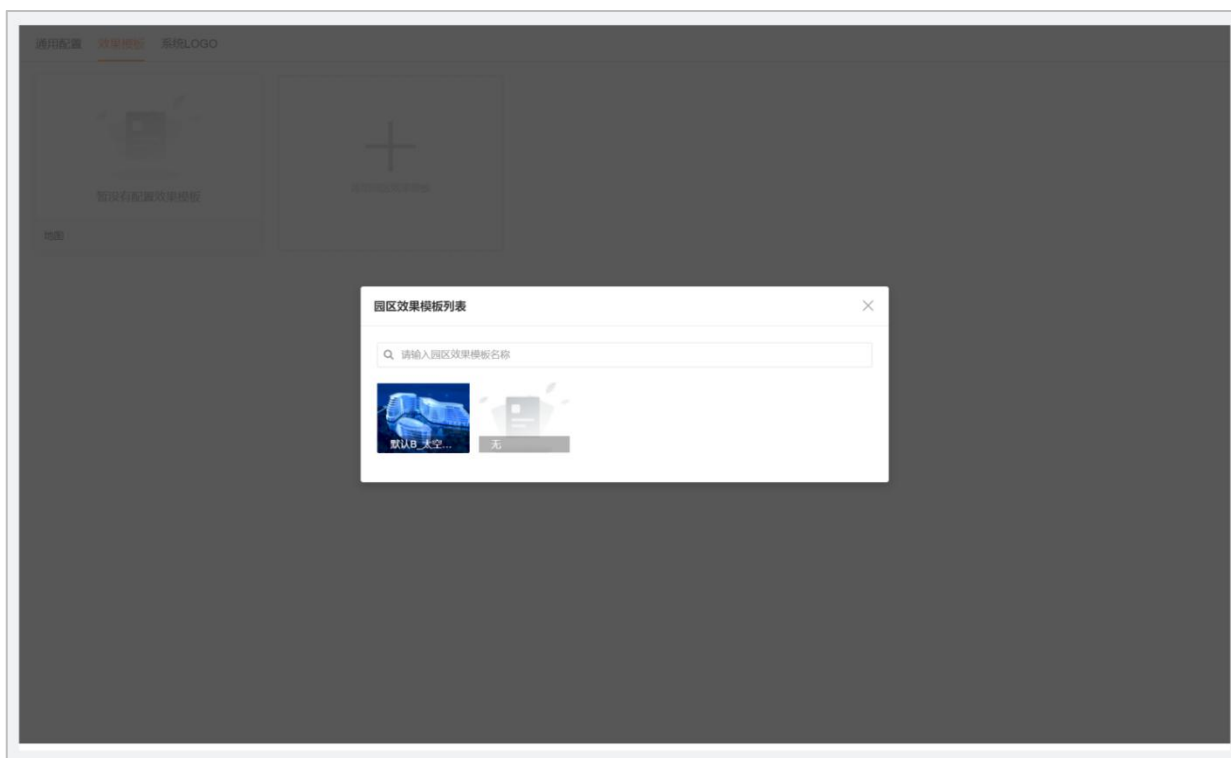 通用配置 效果模板 系统LOGO
暂没有配置效果模板
地图
园区效果模板列表
请输入园区效果模板名称
默认B_太空...
无